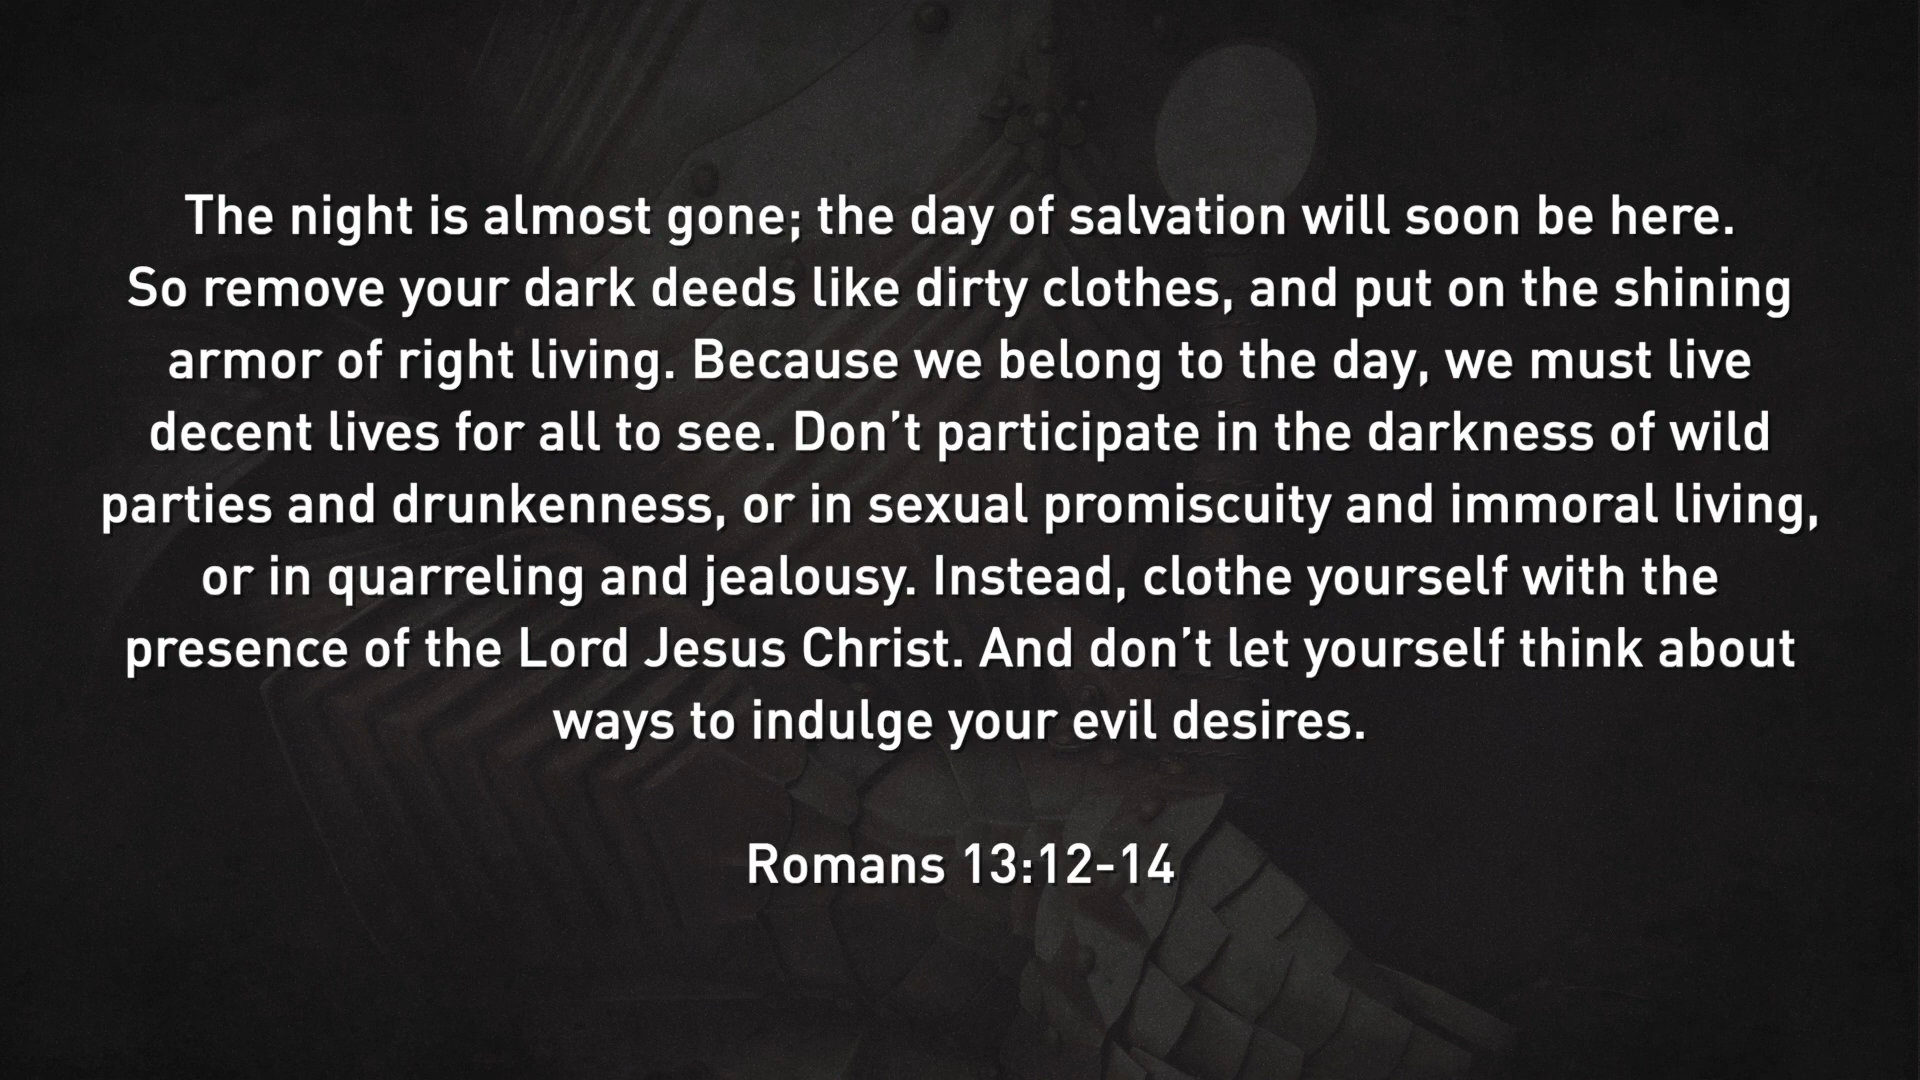 The night is almost gone; the day of salvation will soon be here.
So remove your dark deeds like dirty clothes, and put on the shining
armor of right living. Because we belong to the day, we must live
decent lives for all to see. Don’t participate in the darkness of wild
parties and drunkenness, or in sexual promiscuity and immoral living,
or in quarreling and jealousy. Instead, clothe yourself with the
presence of the Lord Jesus Christ. And don’t let yourself think about
ways to indulge your evil desires.
Romans 13:12-14